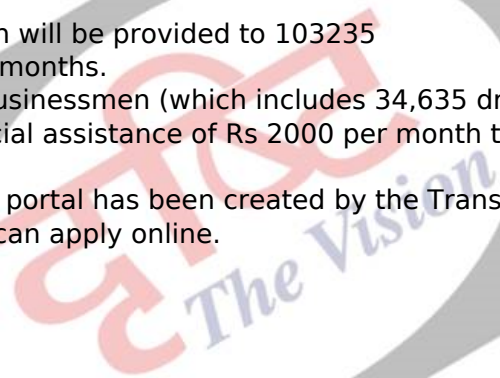 n will be provided to 103235
months.
usinessmen (which includes 34,635 dr
cial assistance of Rs 2000 per month t
portal has been created by the Trans
can apply online.
दृष्टि
The Vision